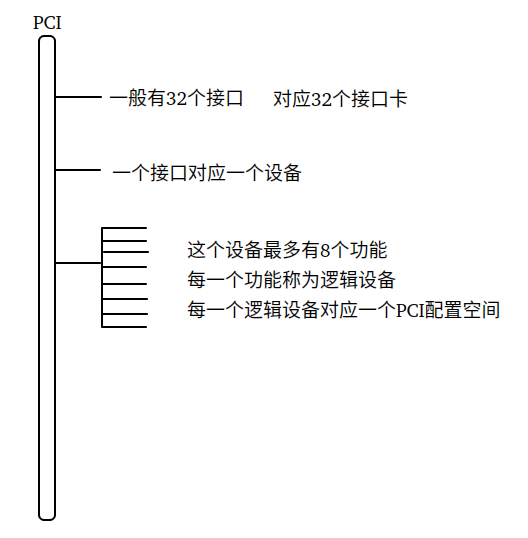 PCI
一般有32个接口 对应32个接口卡
一个接口对应一个设备
这个设备最多有8个功能
每一个功能称为逻辑设备
每一个逻辑设备对应一个PCI配置空间